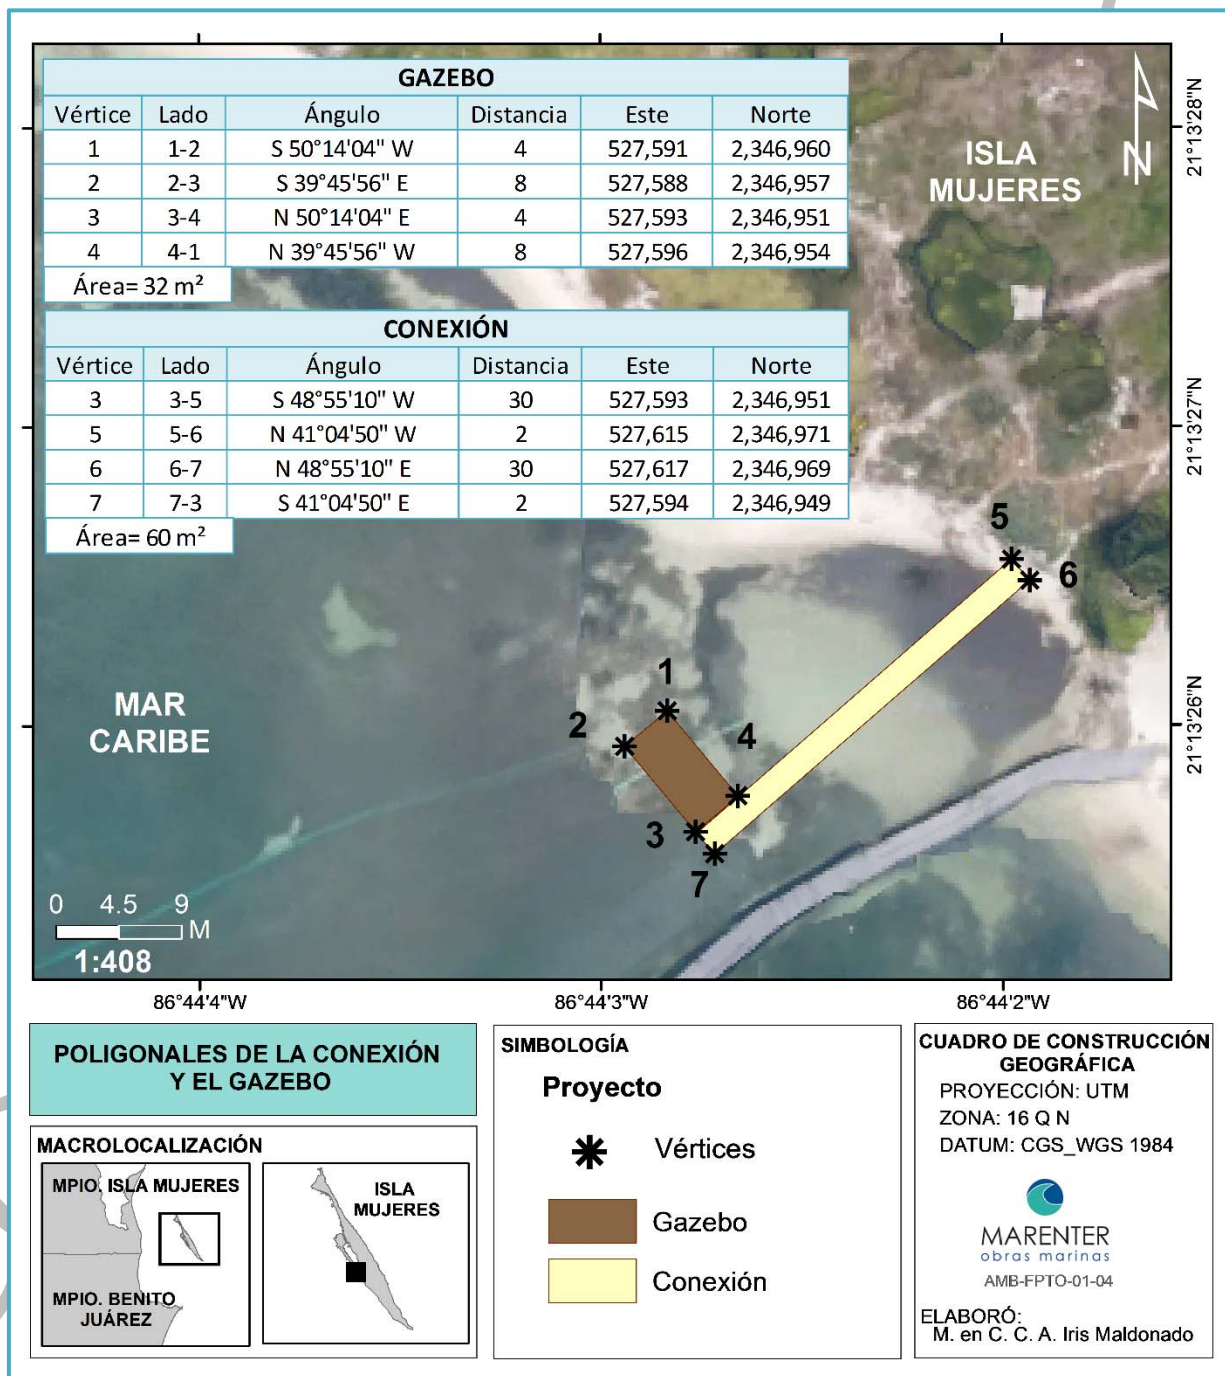 GAZEBO
Vértice Lado Ángulo Distancia Este Norte
1 1-2 S 50°14'04" W 4 527,591 2,346,960
2 2-3 S 39°45'56" E 8 527,588 2,346,957
3 3-4 N 50°14'04" E 4 527,593 2,346,951
4 4-1 N 39°45'56" W 8 527,596 2,346,954
Área= 32 m²
CONEXIÓN
Vértice Lado Ángulo Distancia Este Norte
3 3-5 S 48°55'10" W 30 527,593 2,346,951
5 5-6 N 41°04'50" W 2 527,615 2,346,971
6 6-7 N 48°55'10" E 30 527,617 2,346,969
7 7-3 S 41°04'50" E 2 527,594 2,346,949
Área= 60 m²
N
ISLA
MUJERES
21°13'28"N
21°13'27"N
21°13'26"N
5
6
1
2
4
3
7
MAR
CARIBE
0 4.5 9
M
1:408
86°44'4"W 86°44'3"W 86°44'2"W
POLIGONALES DE LA CONEXIÓN
Y EL GAZEBO
MACROLOCALIZACIÓN
MPIO. ISLA MUJERES
MPIO. BENITO
JUÁREZ
ISLA
MUJERES
SIMBOLOGÍA
Proyecto
Vértices
Gazebo
Conexión
CUADRO DE CONSTRUCCIÓN
GEOGRÁFICA
PROYECCIÓN: UTM
ZONA: 16 Q N
DATUM: CGS_WGS 1984
MARENTER
obras marinas
AMB-FPTO-01-04
ELABORÓ:
M. en C. C. A. Iris Maldonado